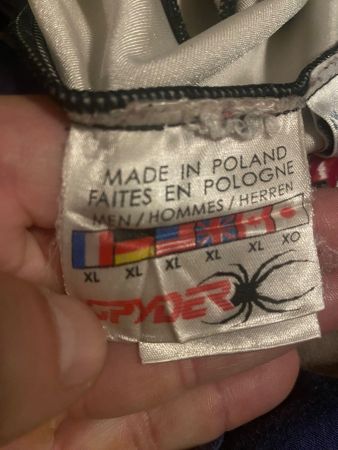 MADE IN POLAND
FAITES EN POLOGNE
MEN / HOMMES / HERREN
XL XL XL XL XL XO
SPYDER